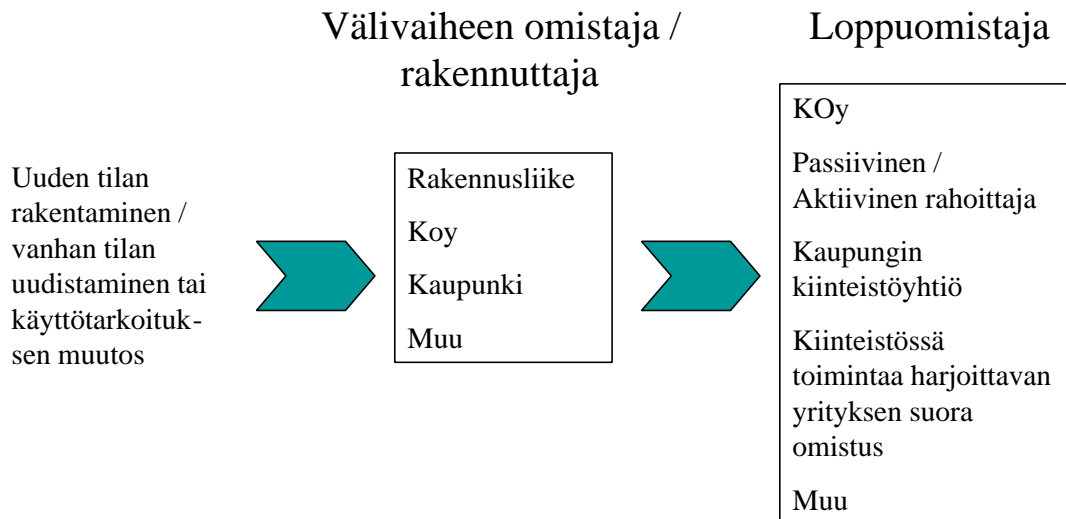 Välivaiheen omistaja /
rakennuttaja
Loppuomistaja
Uuden tilan
rakentaminen /
vanhan tilan
uudistaminen tai
käyttötarkoituk-
sen muutos
Rakennusliike
Koy
Kaupunki
Muu
KOy
Passiivinen /
Aktiivinen rahoittaja
Kaupungin
kiinteistöyhtiö
Kiinteistössä
toimintaa harjoittavan
yrityksen suora
omistus
Muu